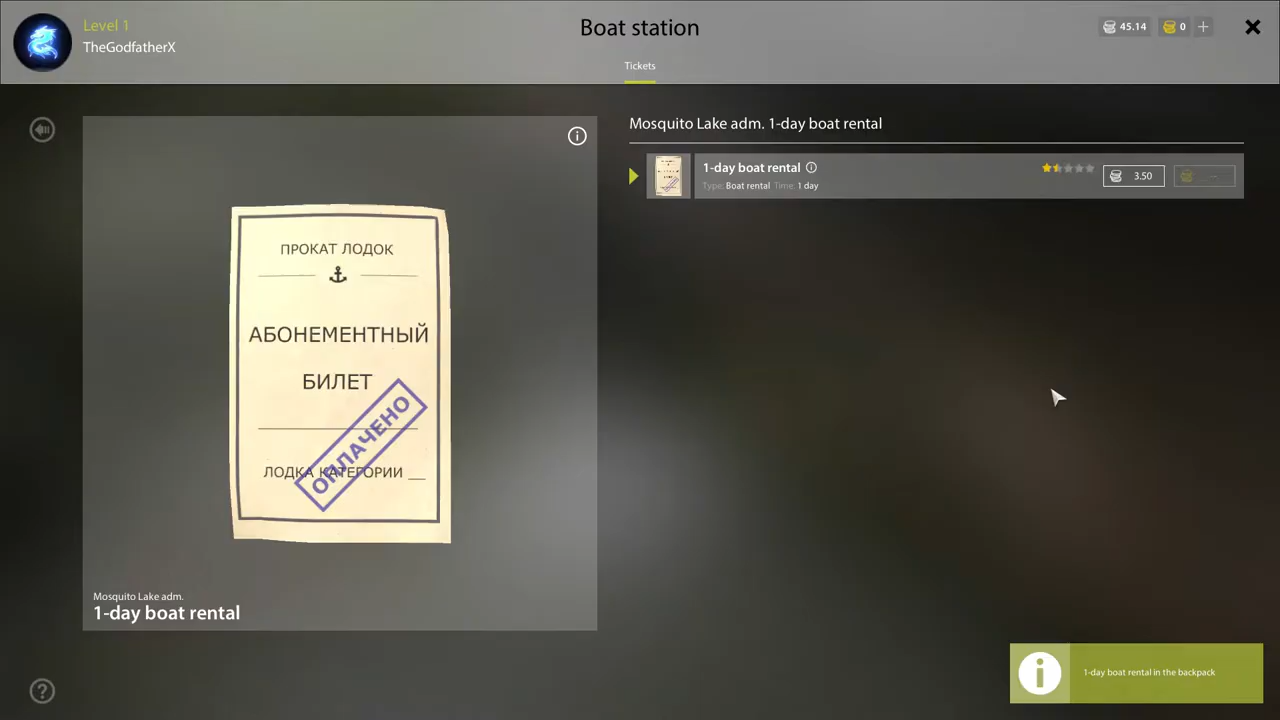 Level 1
TheGodfatherX
Boat station
45.14
0
Tickets
ПРОКАТ ЛОДОК
АБОНЕМЕНТНЫЙ
БИЛЕТ
ОПЛАЧЕНО
ЛОДКА КАТЕГОРИИ __
Mosquito Lake adm.
1-day boat rental
Mosquito Lake adm. 1-day boat rental
1-day boat rental
3.50
Type: Boat rental Time: 1 day
1-day boat rental in the backpack